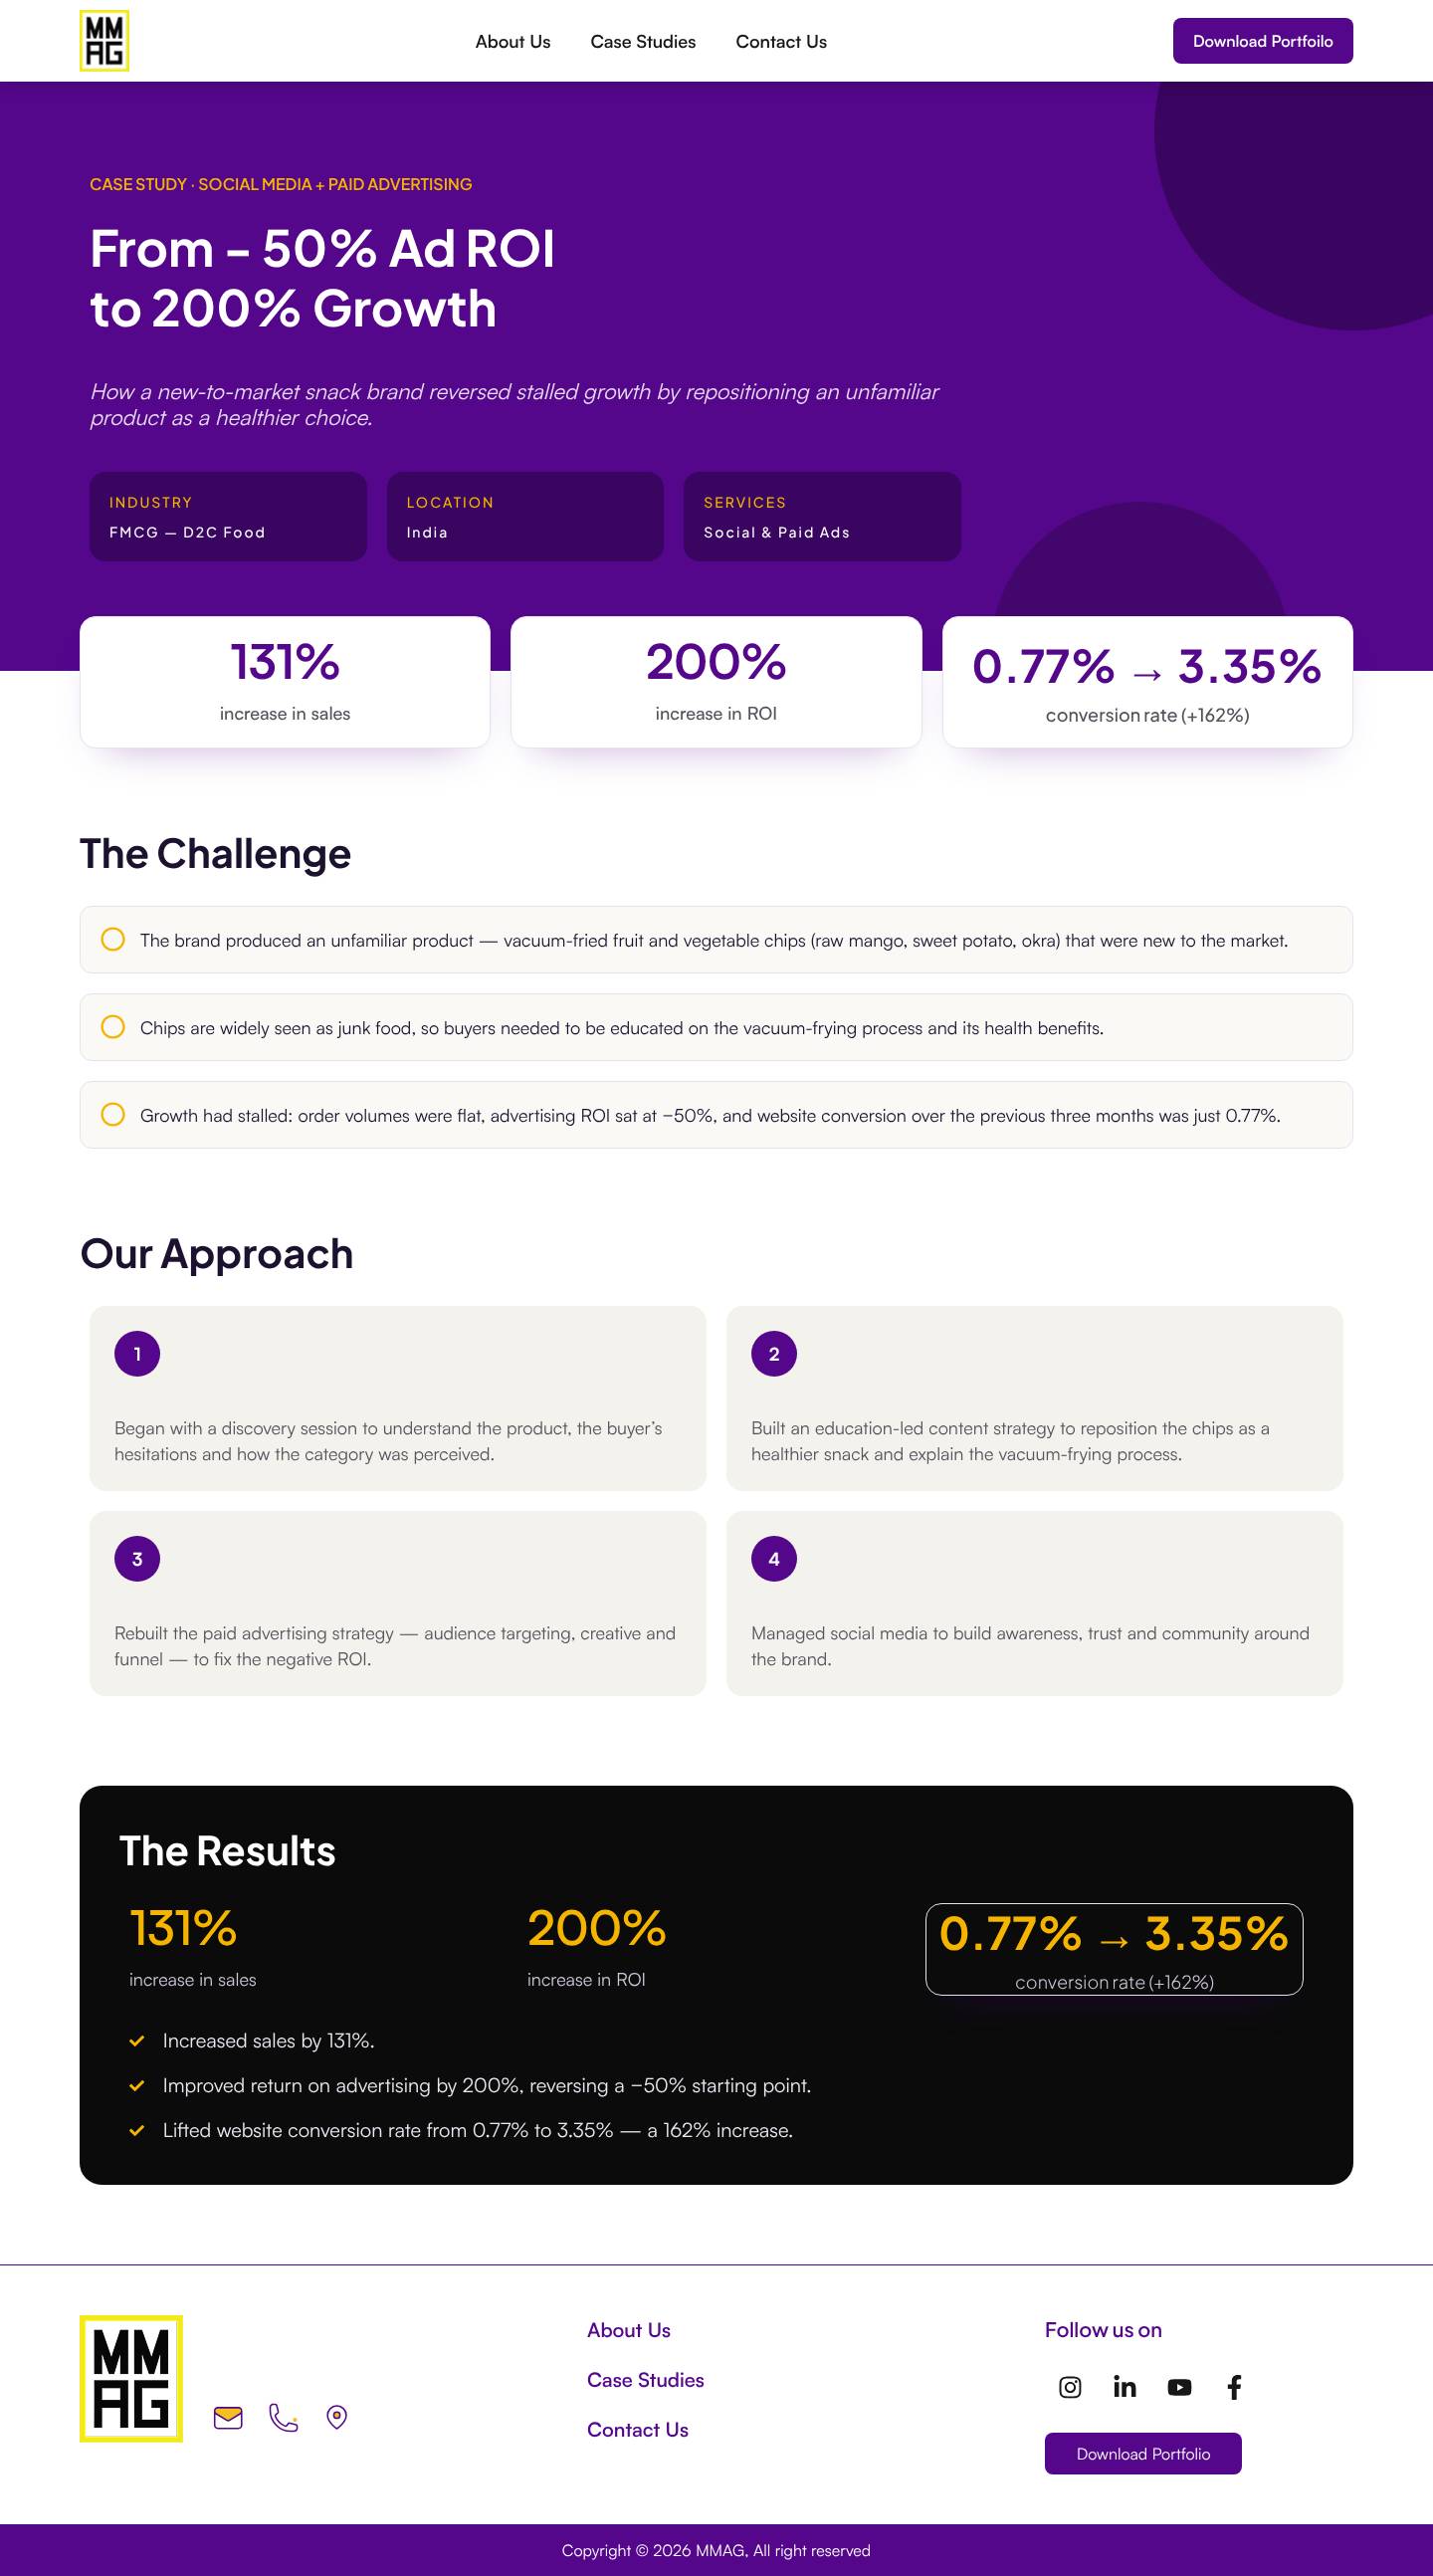 MM
AG
About Us
Case Studies
Contact Us
Download Portfoilo
CASE STUDY · SOCIAL MEDIA + PAID ADVERTISING
From - 50% Ad ROI
to 200% Growth
How a new-to-market snack brand reversed stalled growth by repositioning an unfamiliar
product as a healthier choice.
INDUSTRY
FMCG — D2C Food
LOCATION
India
SERVICES
Social & Paid Ads
131%
increase in sales
200%
increase in ROI
0.77% → 3.35%
conversion rate (+162%)
The Challenge
The brand produced an unfamiliar product — vacuum-fried fruit and vegetable chips (raw mango, sweet potato, okra) that were new to the market.
Chips are widely seen as junk food, so buyers needed to be educated on the vacuum-frying process and its health benefits.
Growth had stalled: order volumes were flat, advertising ROI sat at −50%, and website conversion over the previous three months was just 0.77%.
Our Approach
1
Began with a discovery session to understand the product, the buyer’s
hesitations and how the category was perceived.
2
Built an education-led content strategy to reposition the chips as a
healthier snack and explain the vacuum-frying process.
3
Rebuilt the paid advertising strategy — audience targeting, creative and
funnel — to fix the negative ROI.
4
Managed social media to build awareness, trust and community around
the brand.
The Results
131%
increase in sales
200%
increase in ROI
0.77% → 3.35%
conversion rate (+162%)
Increased sales by 131%.
Improved return on advertising by 200%, reversing a −50% starting point.
Lifted website conversion rate from 0.77% to 3.35% — a 162% increase.
MM
AG
About Us
Case Studies
Contact Us
Follow us on
Download Portfolio
Copyright © 2026 MMAG, All right reserved